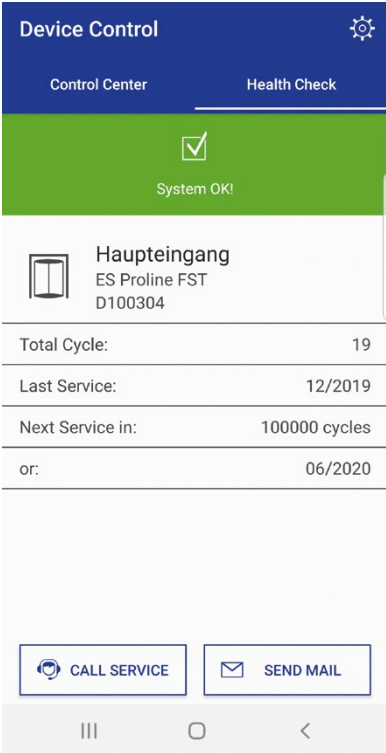 Device Control
Control Center
Health Check
System OK!
Haupteingang
ES Proline FST
D100304
Total Cycle: 19
Last Service: 12/2019
Next Service in: 100000 cycles
or: 06/2020
CALL SERVICE
SEND MAIL